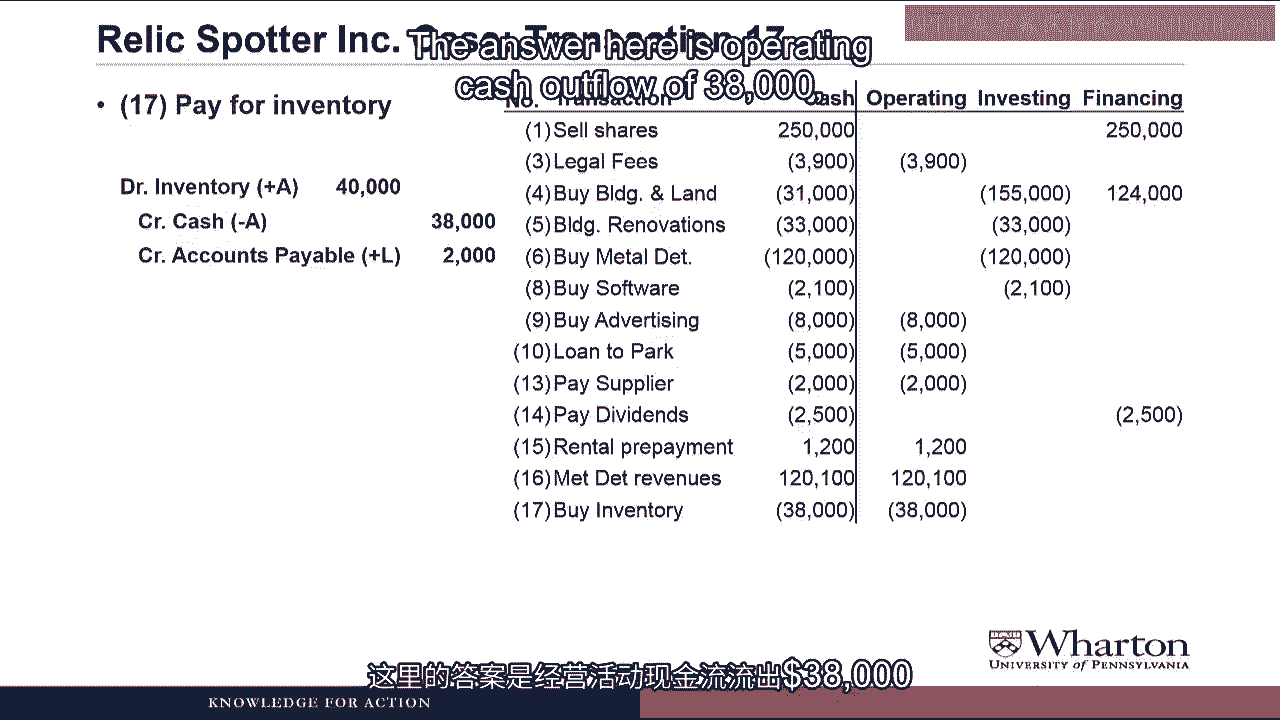 Relic Spotter Inc.
The answer here is operating
cash outflow of 38,000,
• (17) Pay for inventory
Dr. Inventory (+A) 40,000
Cr. Cash (-A) 38,000
Cr. Accounts Payable (+L) 2,000
No. Transaction Cash Operating Investing Financing
(1) Sell shares 250,000 250,000
(3) Legal Fees (3,900) (3,900)
(4) Buy Bldg. & Land (31,000) (155,000) 124,000
(5) Bldg. Renovations (33,000) (33,000)
(6) Buy Metal Det. (120,000) (120,000)
(8) Buy Software (2,100) (2,100)
(9) Buy Advertising (8,000) (8,000)
(10) Loan to Park (5,000) (5,000)
(13) Pay Supplier (2,000) (2,000)
(14) Pay Dividends (2,500) (2,500)
(15) Rental prepayment 1,200 1,200
(16) Met Det revenues 120,100 120,100
(17) Buy Inventory (38,000) (38,000)
Wharton
UNIVERSITY of PENNSYLVANIA
这里的答案是经营活动现金流流出$38,000
KNOWLEDGE FOR ACTION